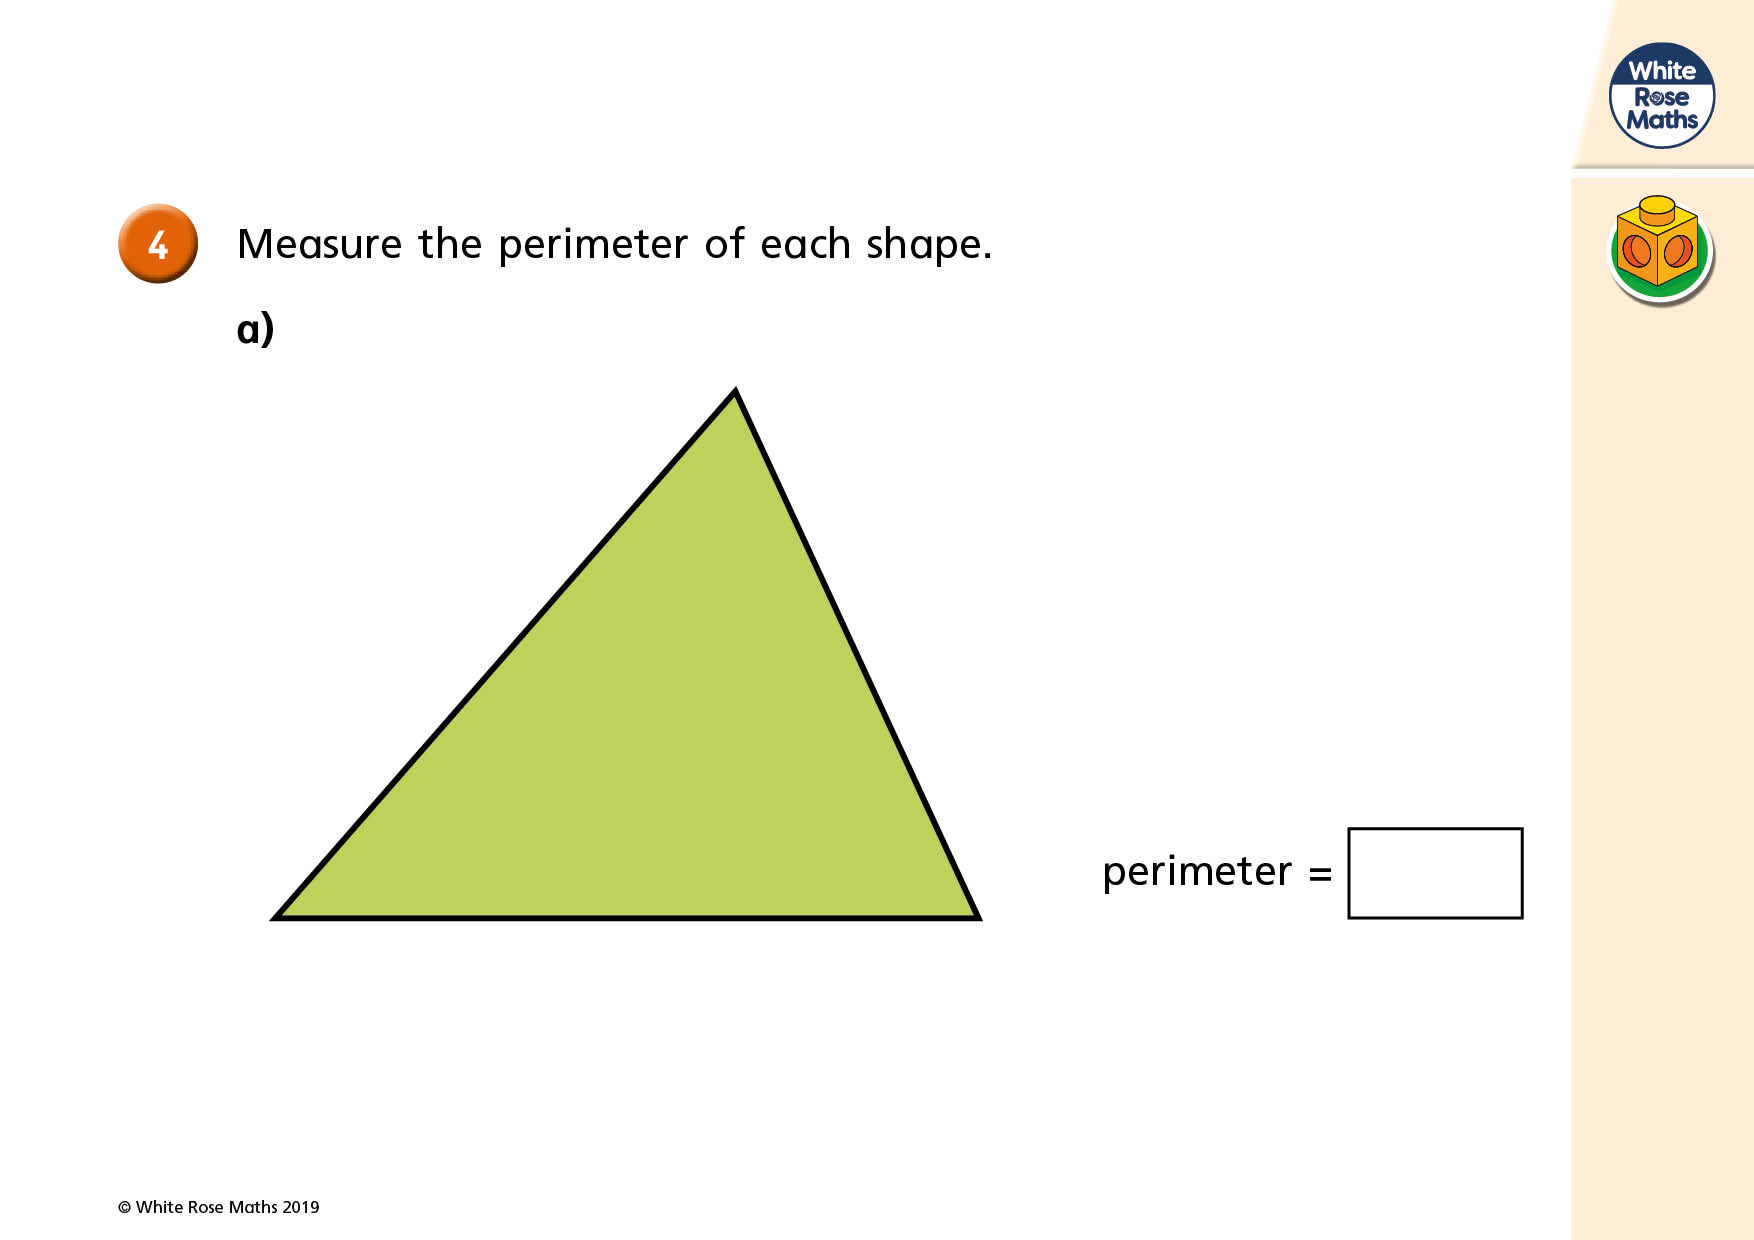 White
Rose
Maths
4 Measure the perimeter of each shape.
a)
perimeter =
© White Rose Maths 2019